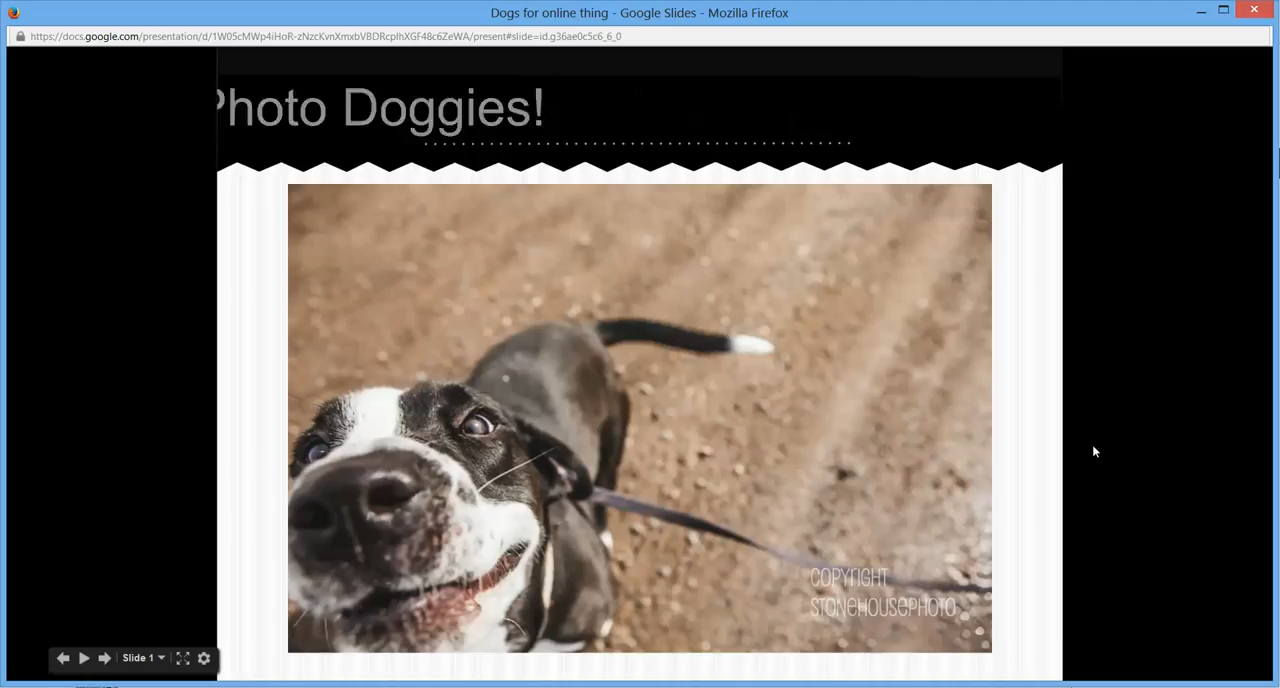 Dogs for online thing - Google Slides - Mozilla Firefox
https://docs.google.com/presentation/d/1W05cMWp4iHoR-zNzcKvnXmxbVBDRcpIhXGF48c6ZeWA/present#slide=id.g36ae0c5c6_6_0
Photo Doggies!
COPYRIGHT
STONEHOUSEPHOTO
Slide 1